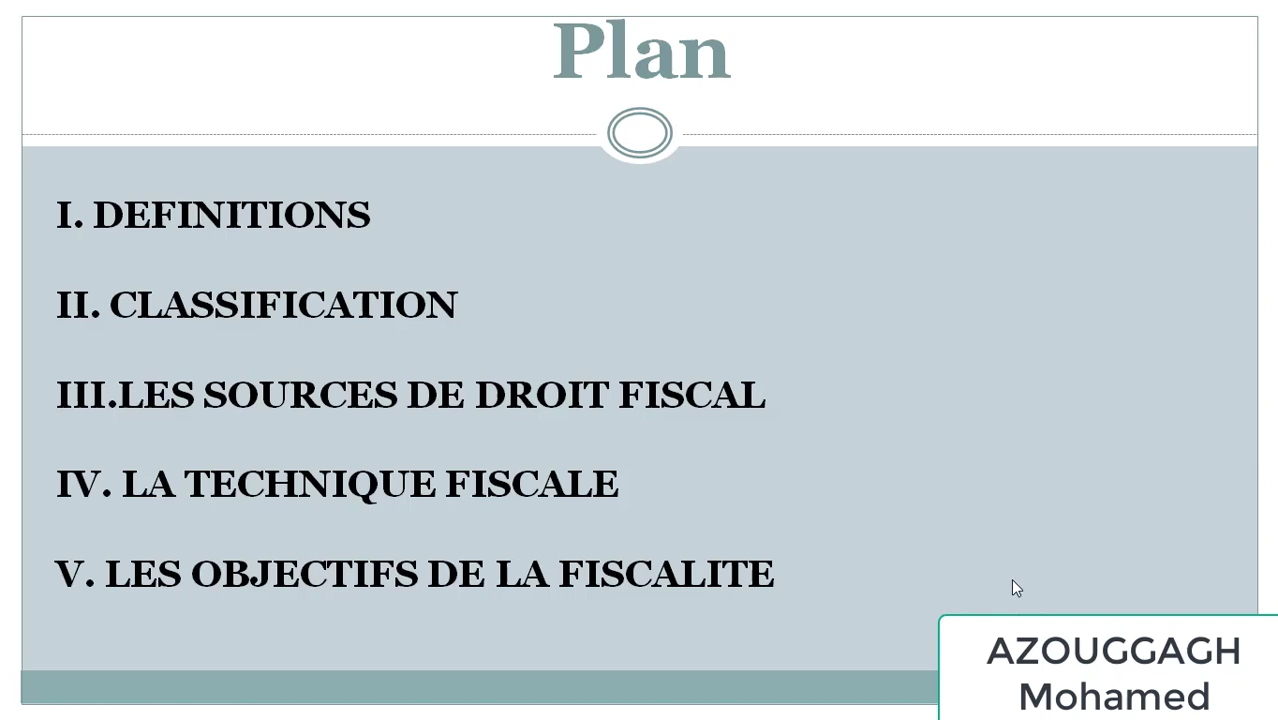 Plan
I. DEFINITIONS
II. CLASSIFICATION
III.LES SOURCES DE DROIT FISCAL
IV. LA TECHNIQUE FISCALE
V. LES OBJECTIFS DE LA FISCALITE
AZOUGGAGH
Mohamed